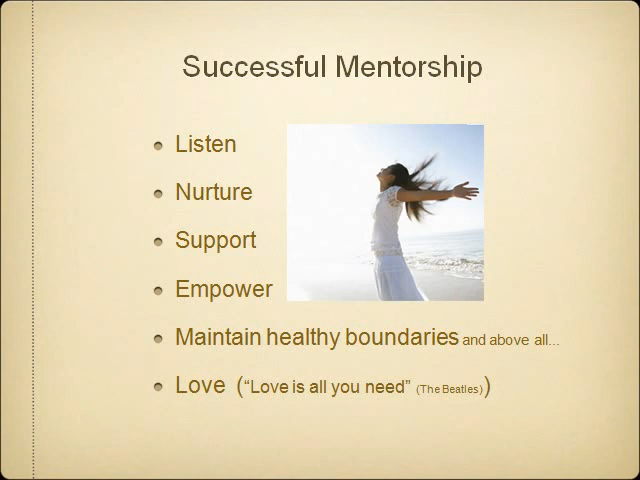 Successful Mentorship
• Listen
• Nurture
• Support
• Empower
• Maintain healthy boundaries and above all...
• Love (“Love is all you need” (The Beatles))